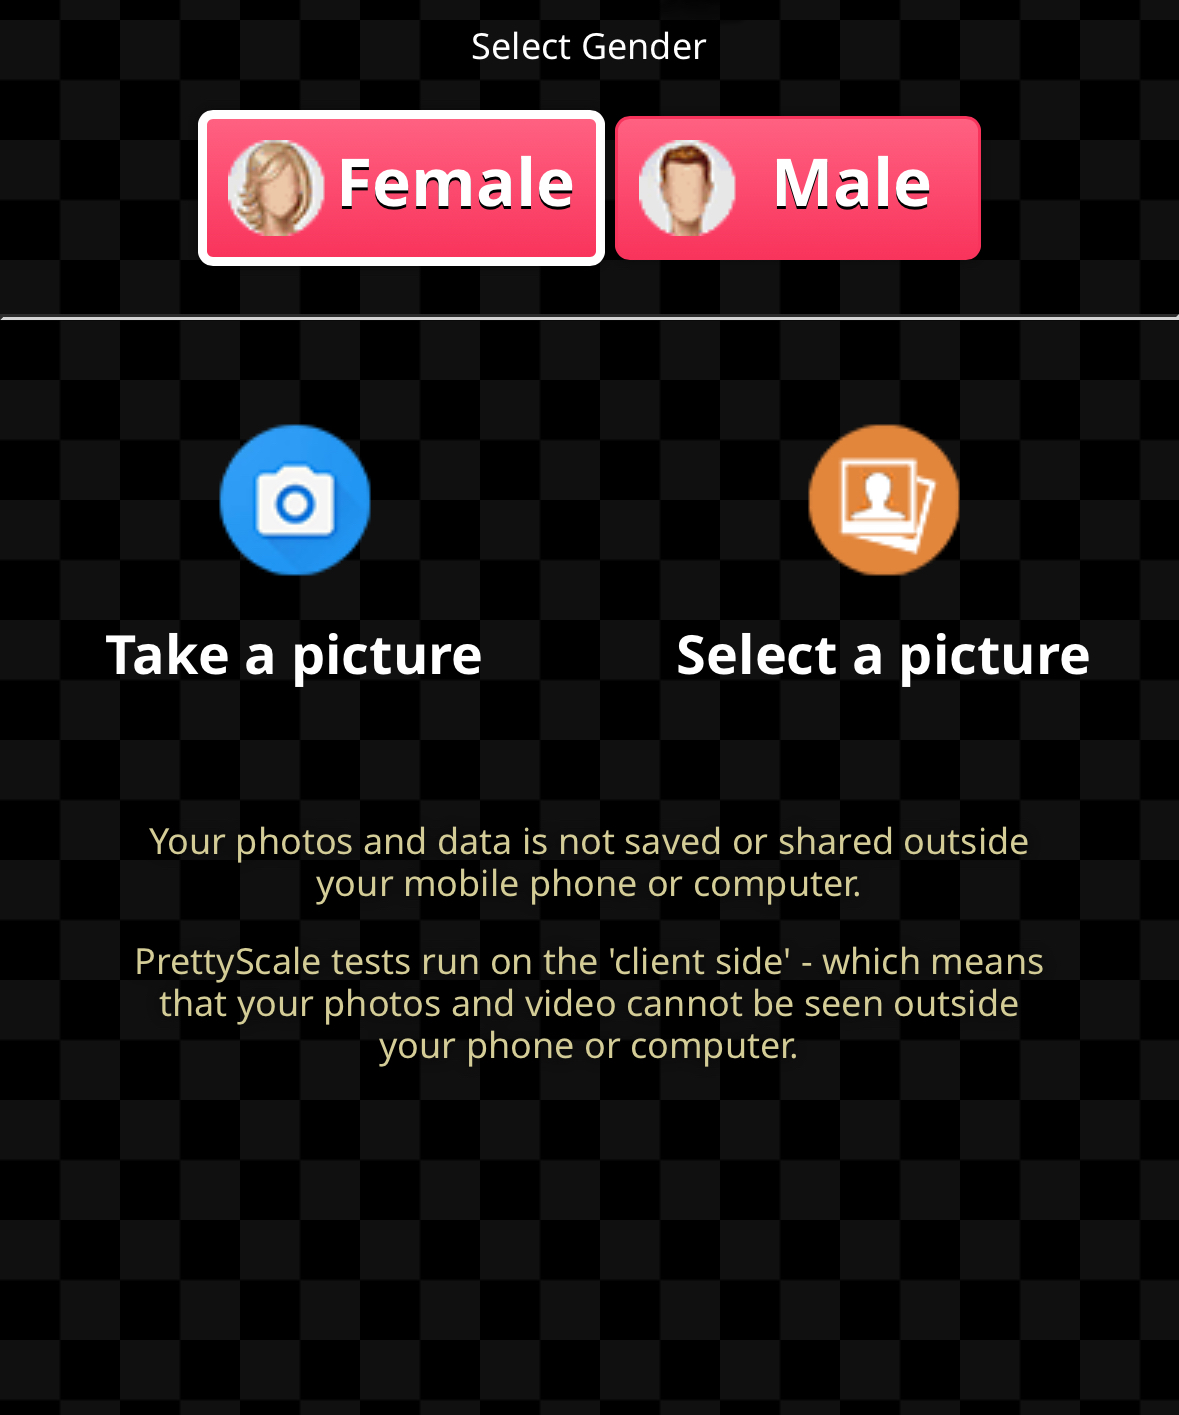 Select Gender
Female
Male
Take a picture
Select a picture
Your photos and data is not saved or shared outside
your mobile phone or computer.
PrettyScale tests run on the 'client side' - which means
that your photos and video cannot be seen outside
your phone or computer.